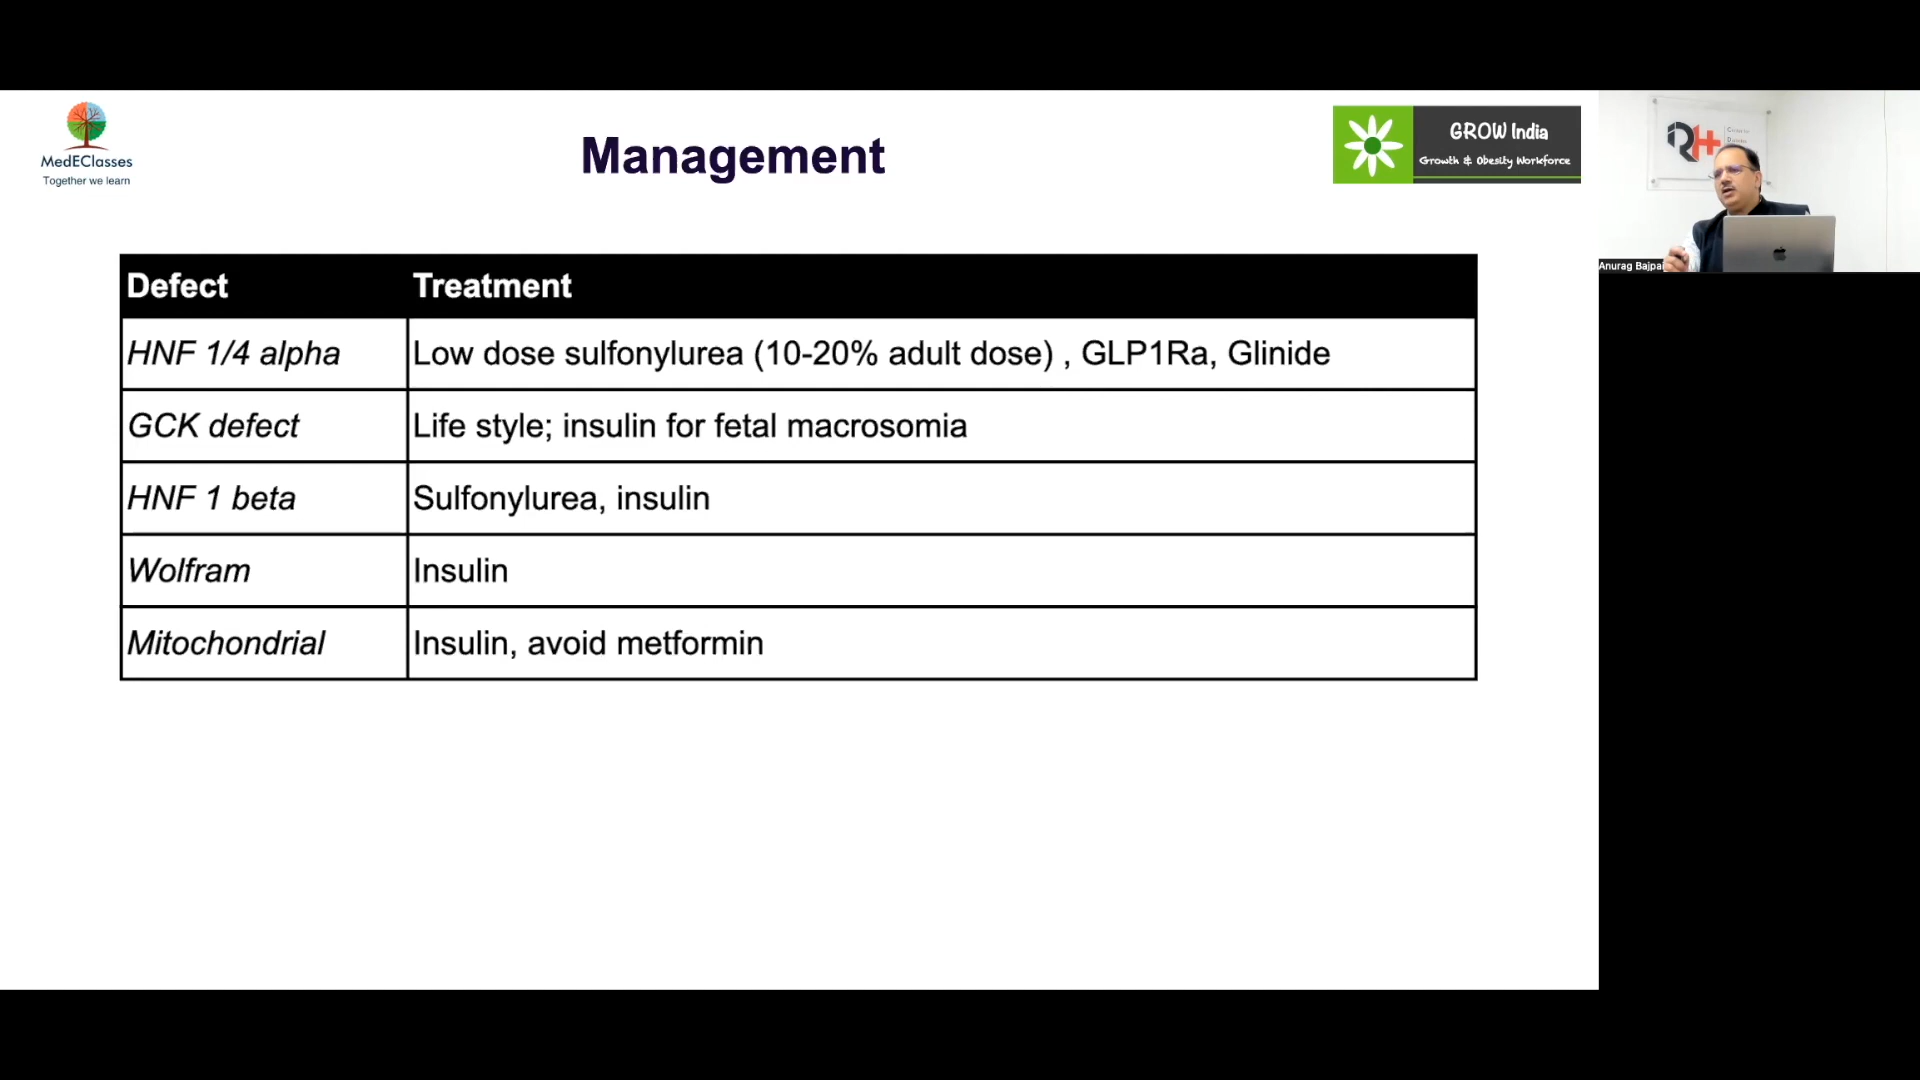 MedEClasses
Together we learn
Management
GROW India
Growth & Obesity Workforce
RH
Anurag Bajpai
Defect Treatment
HNF 1/4 alpha Low dose sulfonylurea (10-20% adult dose) , GLP1Ra, Glinide
GCK defect Life style; insulin for fetal macrosomia
HNF 1 beta Sulfonylurea, insulin
Wolfram Insulin
Mitochondrial Insulin, avoid metformin